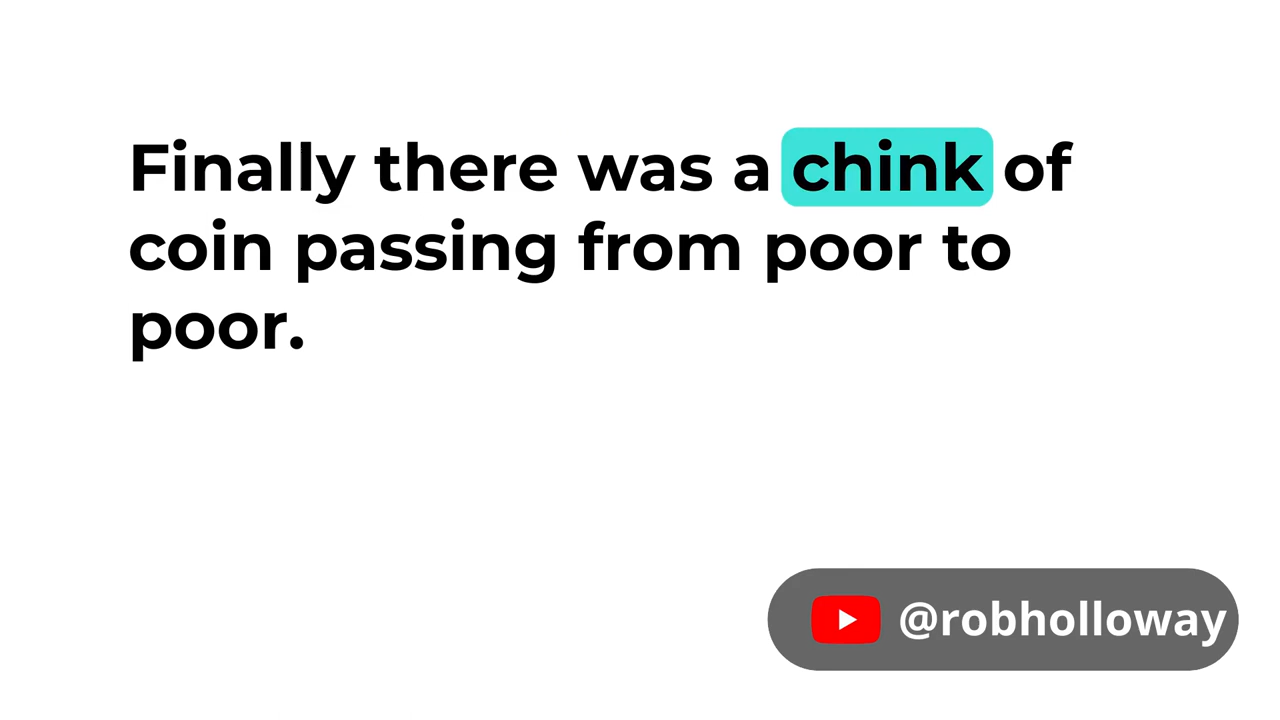 Finally there was a chink of
coin passing from poor to
poor.
@robholloway